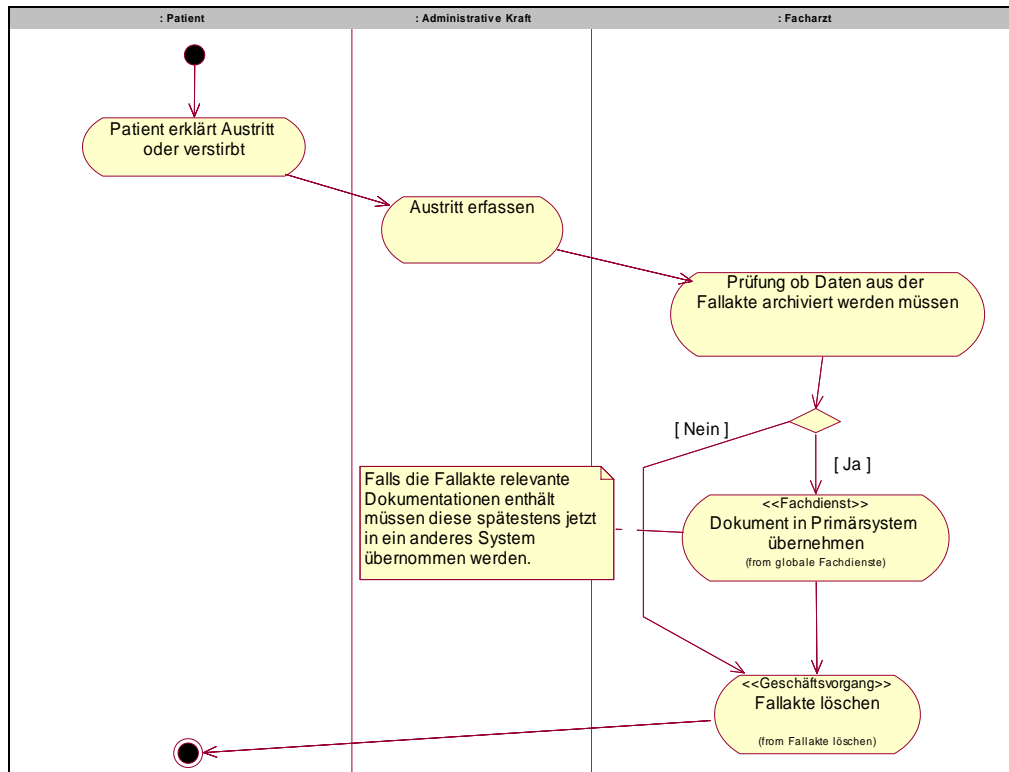 : Patient
: Administrative Kraft
: Facharzt
Patient erklärt Austritt
oder verstirbt
Austritt erfassen
Prüfung ob Daten aus der
Fallakte archiviert werden müssen
[ Nein ]
[ Ja ]
Falls die Fallakte relevante
Dokumentationen enthält
müssen diese spätestens jetzt
in ein anderes System
übernommen werden.
<<Fachdienst>>
Dokument in Primärsystem
übernehmen
(from globale Fachdienste)
<<Geschäftsvorgang>>
Fallakte löschen
(from Fallakte löschen)